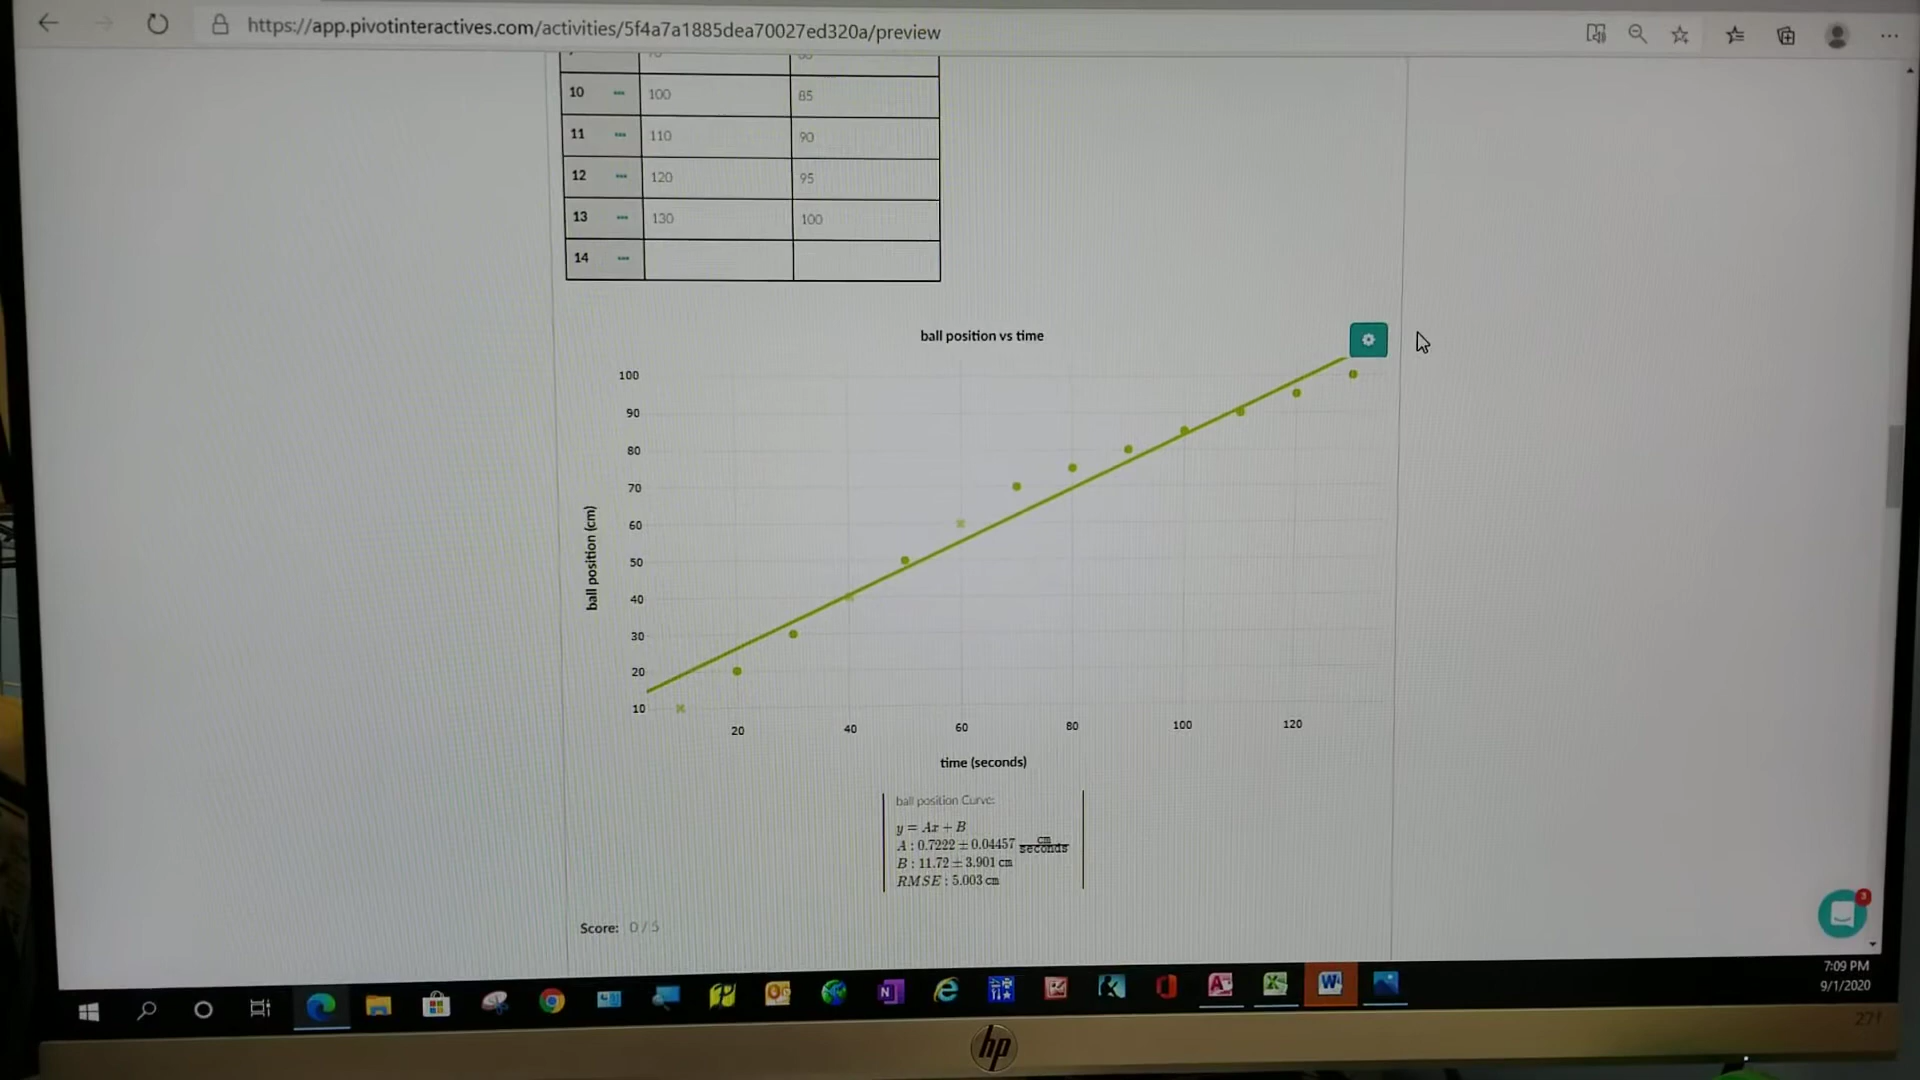 https://app.pivotinteractives.com/activities/5f4a7a1885dea70027ed320a/preview
10 ••• 100 85
11 ••• 110 90
12 ••• 120 95
13 ••• 130 100
14 •••
ball position vs time
100
90
80
70
60
50
40
30
20
10
ball position (cm)
20 40 60 80 100 120
time (seconds)
ball position Curve:
y = Ax + B
A : 0.7222 ± 0.04457 cm/seconds
B : 11.72 ± 3.901 cm
RMSE : 5.003 cm
Score: 0 / 5
3
7:09 PM
9/1/2020
hp
27f